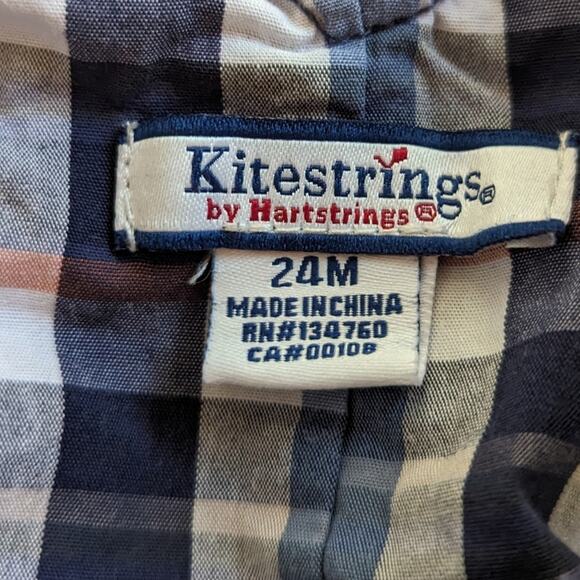 Kitestrings®
by Hartstrings®
24M
MADE IN CHINA
RN#134760
CA#00108